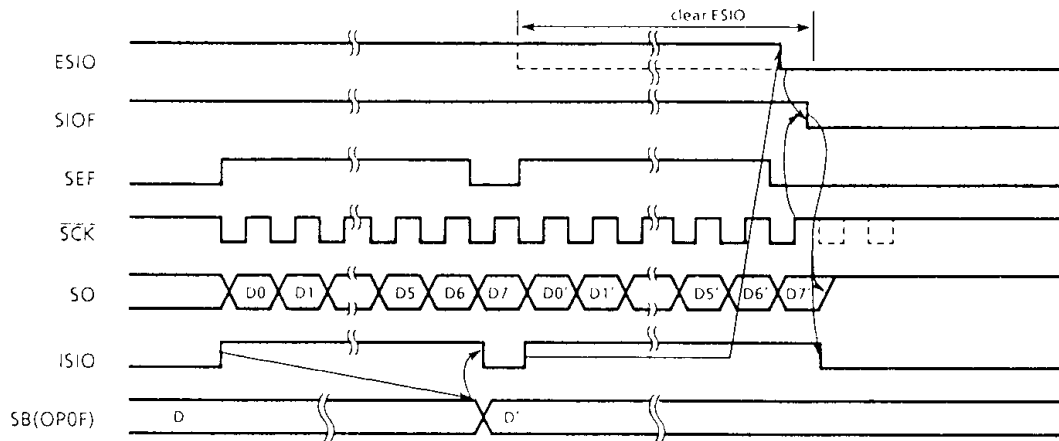 clear ESIO
ESIO
SIOF
SEF
SCK
SO
D0 D1 D5 D6 D7 D0' D1' D5' D6' D7'
ISIO
SB(OP0F)
D D'